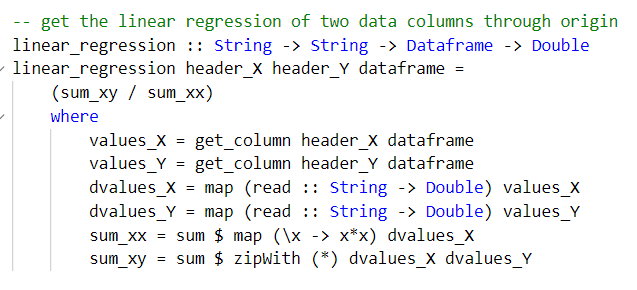 -- get the linear regression of two data columns through origin
linear_regression :: String -> String -> Dataframe -> Double
linear_regression header_X header_Y dataframe =
    (sum_xy / sum_xx)
    where
        values_X = get_column header_X dataframe
        values_Y = get_column header_Y dataframe
        dvalues_X = map (read :: String -> Double) values_X
        dvalues_Y = map (read :: String -> Double) values_Y
        sum_xx = sum $ map (\x -> x*x) dvalues_X
        sum_xy = sum $ zipWith (*) dvalues_X dvalues_Y